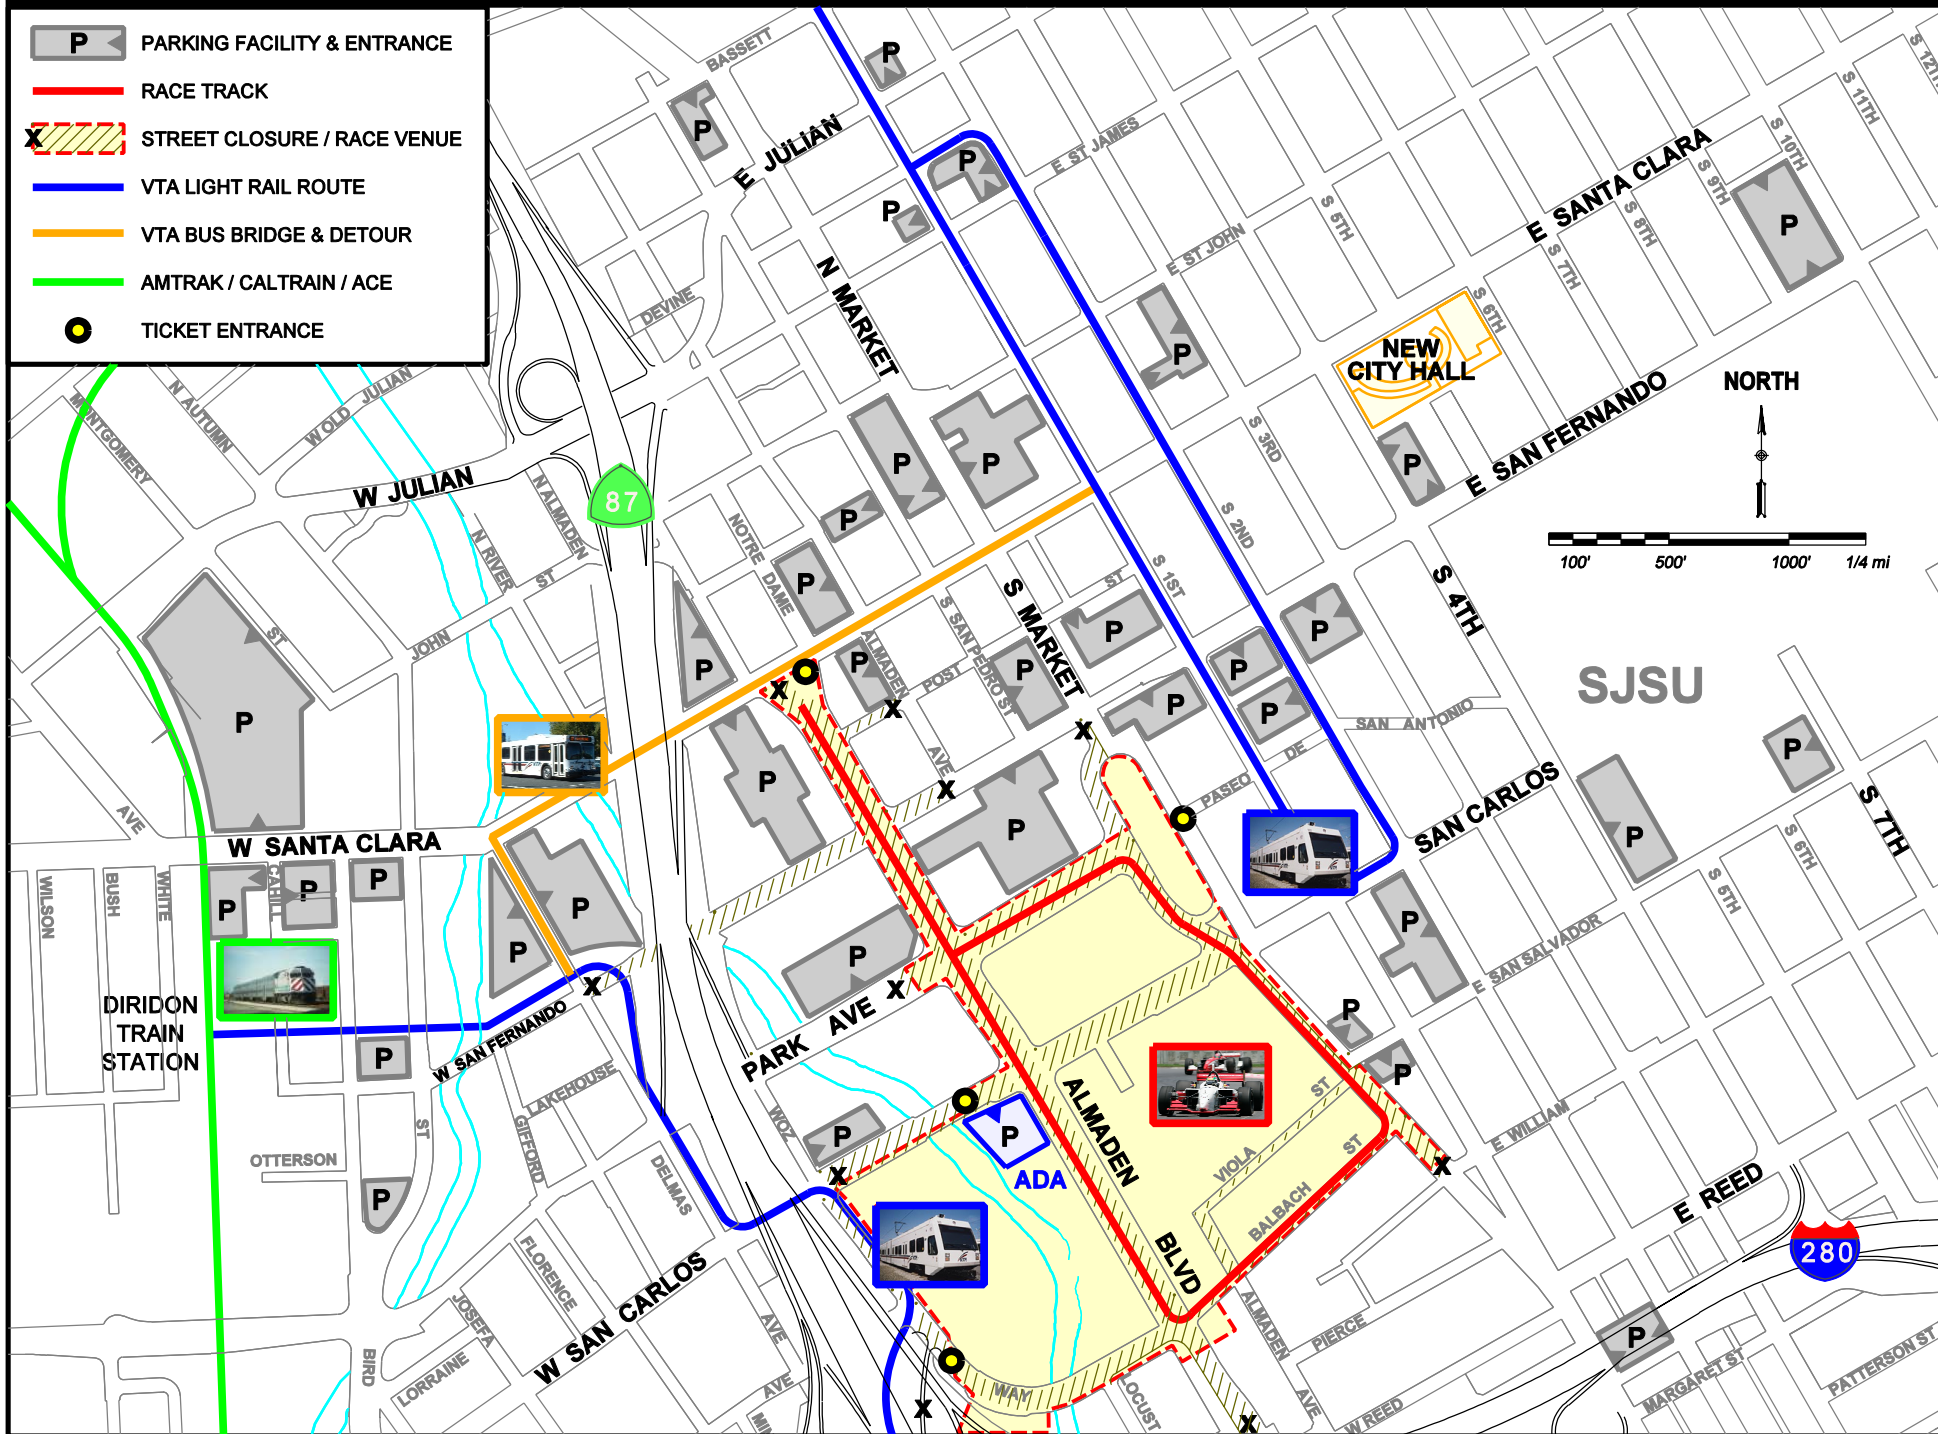 P PARKING FACILITY & ENTRANCE
RACE TRACK
X STREET CLOSURE / RACE VENUE
VTA LIGHT RAIL ROUTE
VTA BUS BRIDGE & DETOUR
AMTRAK / CALTRAIN / ACE
TICKET ENTRANCE
BASSETT
P
P
E JULIAN
P
P
E ST JAMES
E ST JOHN
N MARKET
DEVINE
S 5TH
E SANTA CLARA
S 7TH
S 8TH
S 9TH
S 10TH
S 11TH
S 12TH
P
S 6TH
NEW
CITY HALL
P
E SAN FERNANDO
NORTH
100' 500' 1000' 1/4 mi
MONTGOMERY
N AUTUMN
W OLD JULIAN
W JULIAN
87
N ALMADEN
N RIVER
ST
JOHN
ST
NOTRE DAME
P
P
P
P
S 3RD
S 2ND
P
S 1ST
ST
S MARKET
S SAN PEDRO ST
POST
ALMADEN
AVE
S 4TH
SJSU
P
P
P
P
P
P
P
P
P
X
X
X
X
SAN ANTONIO
PASEO DE
SAN CARLOS
P
P
S 7TH
S 6TH
S 5TH
P
AVE
W SANTA CLARA
WILSON
BUSH
WHITE
CAHILL
P
P
P
P
P
P
P
P
DIRIDON
TRAIN
STATION
X
X
W SAN FERNANDO
PARK AVE
P
E SAN SALVADOR
P
P
P
LAKEHOUSE
GIFFORD
ST
WOZ
P
X
P
ADA
ALMADEN
BLVD
VIOLA ST
BALBACH ST
X
E WILLIAM
E REED
280
OTTERSON
P
DELMAS
AVE
FLORENCE
JOSEFA
LORRAINE
BIRD
W SAN CARLOS
AVE
X
WAY
LOCUST
X
ALMADEN
AVE
PIERCE
W REED
P
MARGARET ST
PATTERSON ST